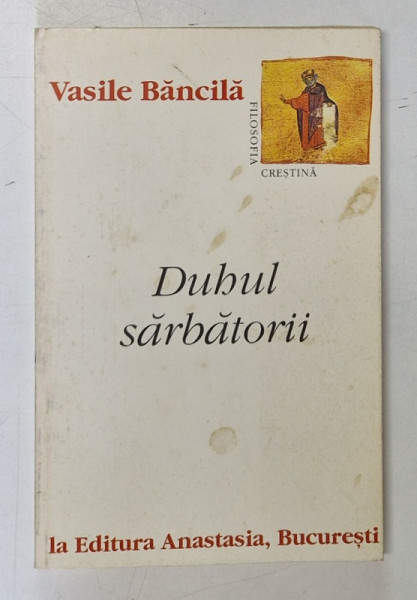 Vasile Băncilă
FILOSOFIA
CREȘTINĂ
Duhul
sărbătorii
la Editura Anastasia, București